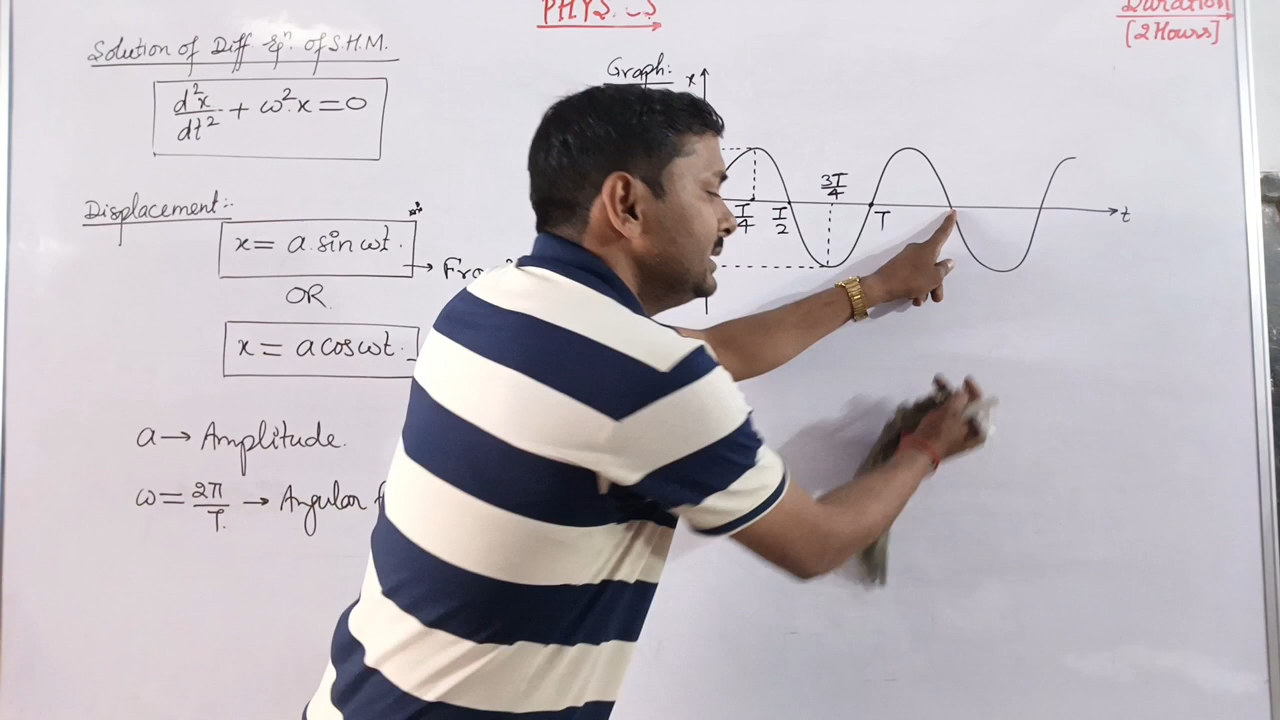 Duration
[2 Hours]
Solution of Diff Eqⁿ. of S.H.M.
d²x/dt² + ω².x = 0
Displacement:-
x = a.sin ωt.
OR
x = a cos ωt.
a → Amplitude.
ω = 2π/T. → Angular
Graph:
x
T/4
T/2
3T/4
T
t